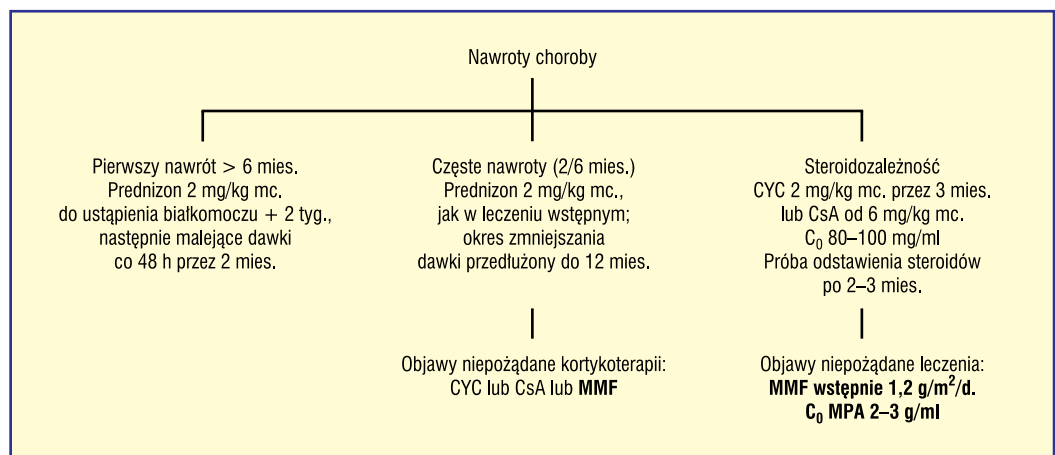 Nawroty choroby
Pierwszy nawrót > 6 mies.
Prednizon 2 mg/kg mc.
do ustąpienia białkomoczu + 2 tyg.,
następnie malejące dawki
co 48 h przez 2 mies.
Częste nawroty (2/6 mies.)
Prednizon 2 mg/kg mc.,
jak w leczeniu wstępnym;
okres zmniejszania
dawki przedłużony do 12 mies.
Objawy niepożądane kortykoterapii:
CYC lub CsA lub MMF
Steroidozależność
CYC 2 mg/kg mc. przez 3 mies.
lub CsA od 6 mg/kg mc.
C₀ 80–100 mg/ml
Próba odstawienia steroidów
po 2–3 mies.
Objawy niepożądane leczenia:
MMF wstępnie 1,2 g/m²/d.
C₀ MPA 2–3 g/ml